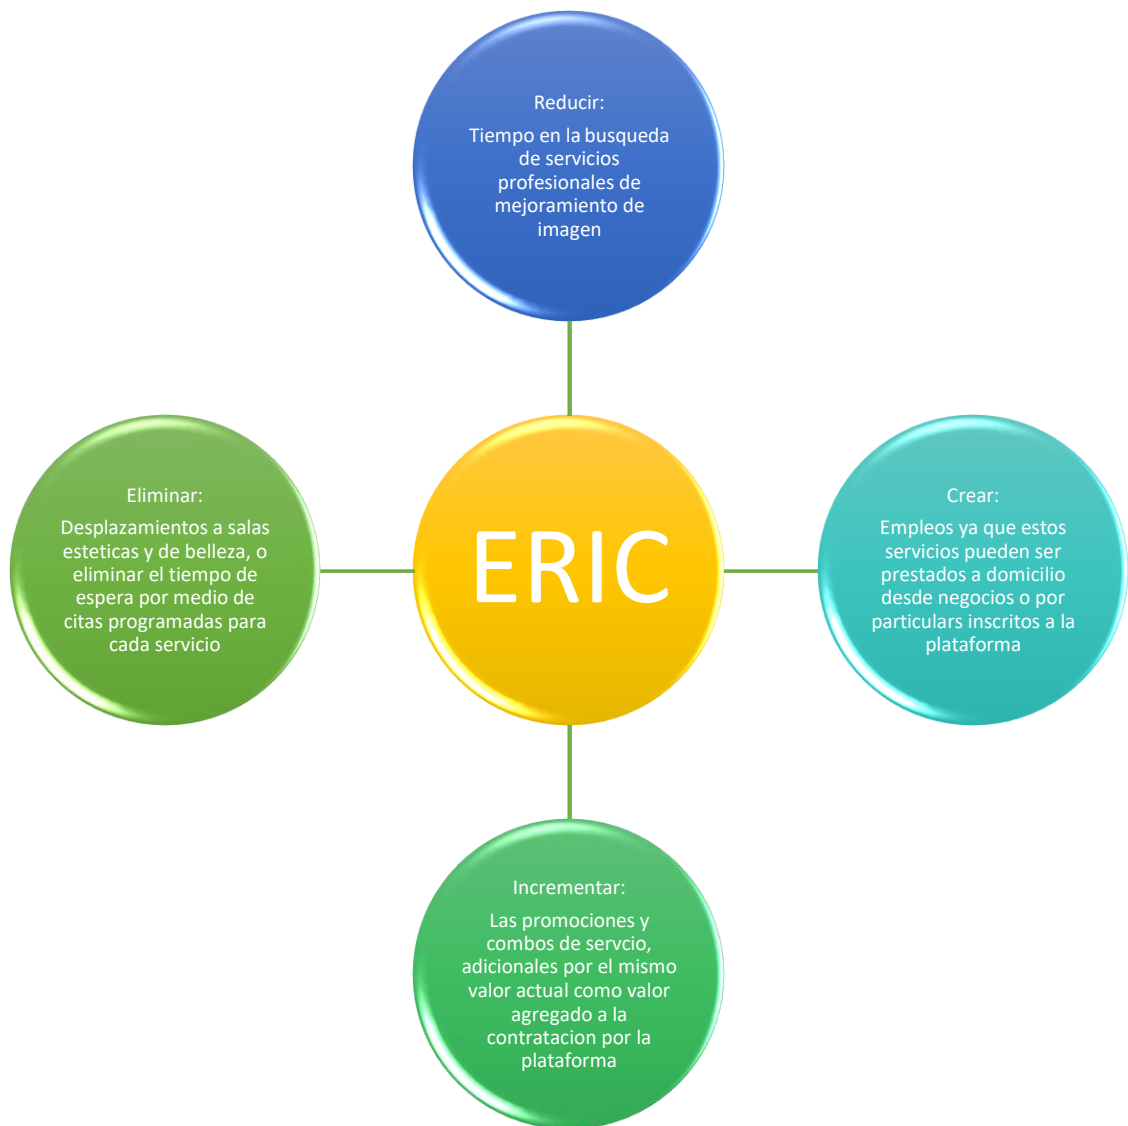 Reducir:
Tiempo en la busqueda
de servicios
profesionales de
mejoramiento de
imagen
Eliminar:
Desplazamientos a salas
esteticas y de belleza, o
eliminar el tiempo de
espera por medio de
citas programadas para
cada servicio
ERIC
Crear:
Empleos ya que estos
servicios pueden ser
prestados a domicilio
desde negocios o por
particulars inscritos a la
plataforma
Incrementar:
Las promociones y
combos de servcio,
adicionales por el mismo
valor actual como valor
agregado a la
contratacion por la
plataforma